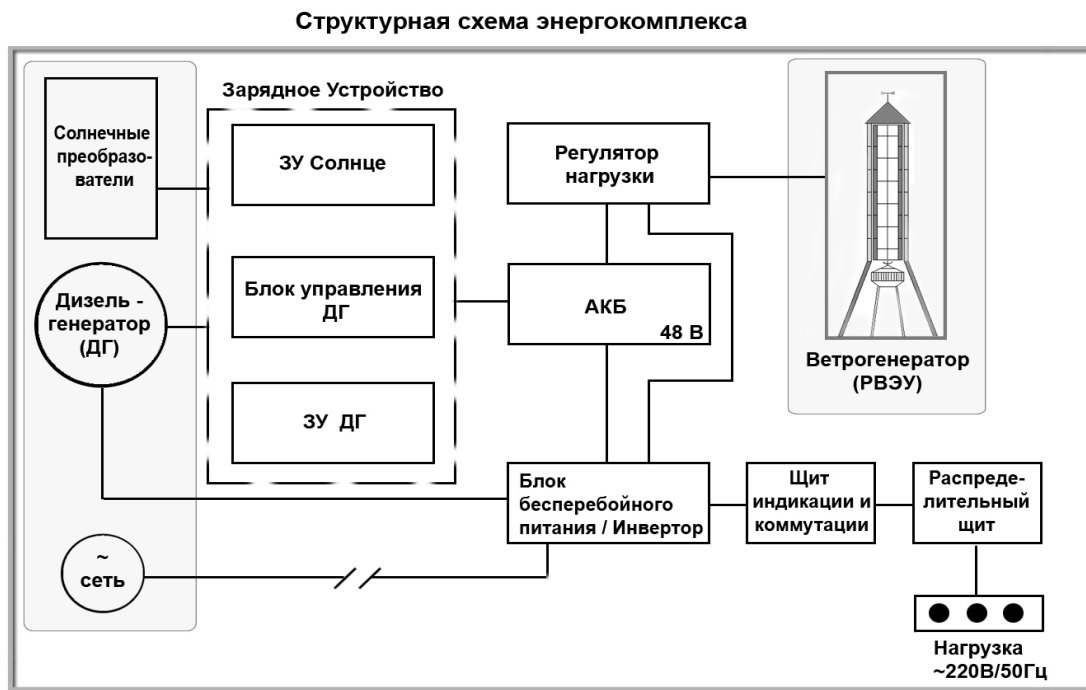 Структурная схема энергокомплекса
Солнечные
преобразо-
ватели
Зарядное Устройство
ЗУ Солнце
Регулятор
нагрузки
Дизель -
генератор
(ДГ)
Блок управления
ДГ
АКБ
48 В
Ветрогенератор
(РВЭУ)
ЗУ ДГ
Блок
бесперебойного
питания / Инвертор
Щит
индикации и
коммутации
Распреде-
лительный
щит
~
сеть
Нагрузка
~220В/50Гц